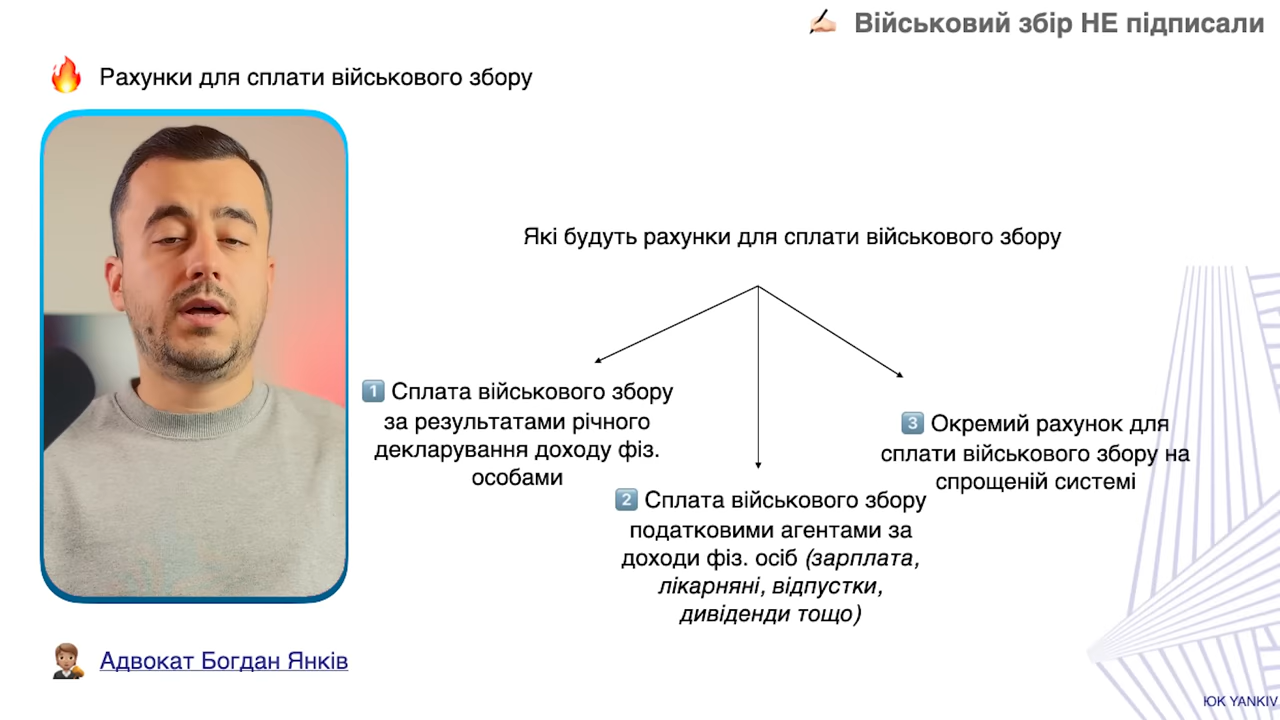 ✍🏻 Військовий збір НЕ підписали
🔥 Рахунки для сплати військового збору
Які будуть рахунки для сплати військового збору
1️⃣ Сплата військового збору
за результатами річного
декларування доходу фіз.
особами
2️⃣ Сплата військового збору
податковими агентами за
доходи фіз. осіб (зарплата,
лікарняні, відпустки,
дивіденди тощо)
3️⃣ Окремий рахунок для
сплати військового збору на
спрощеній системі
Адвокат Богдан Янків
ЮК YANKIV